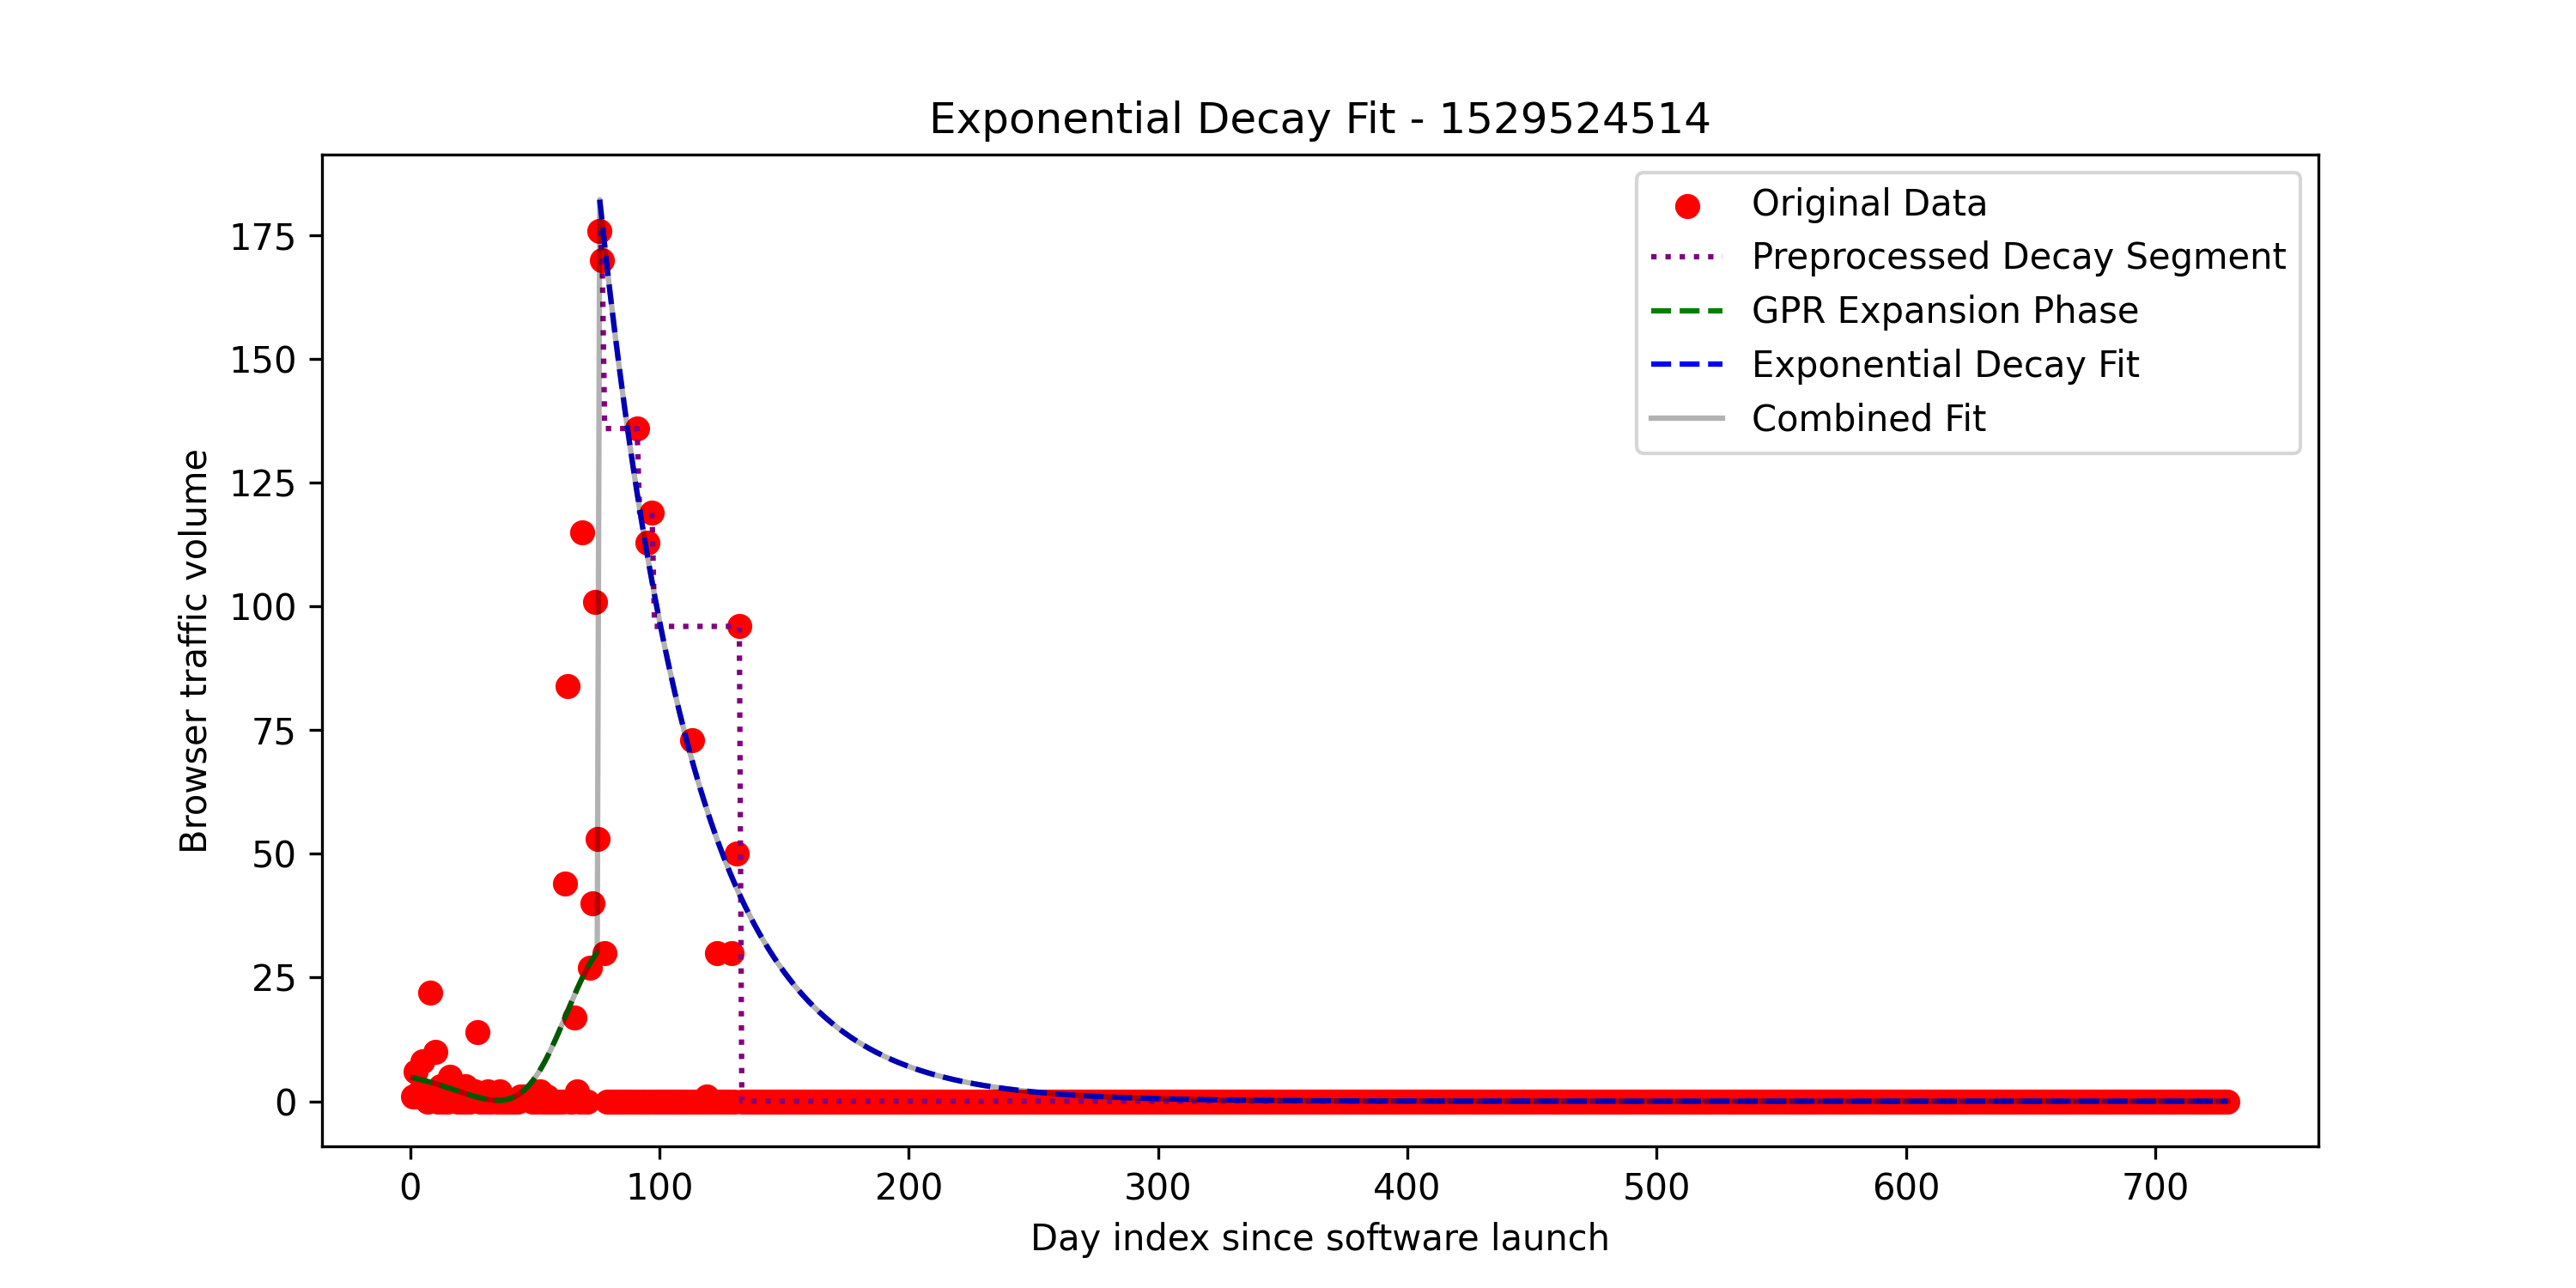 Exponential Decay Fit - 1529524514
Original Data
Preprocessed Decay Segment
GPR Expansion Phase
Exponential Decay Fit
Combined Fit
Browser traffic volume
175
150
125
100
75
50
25
0
0 100 200 300 400 500 600 700
Day index since software launch